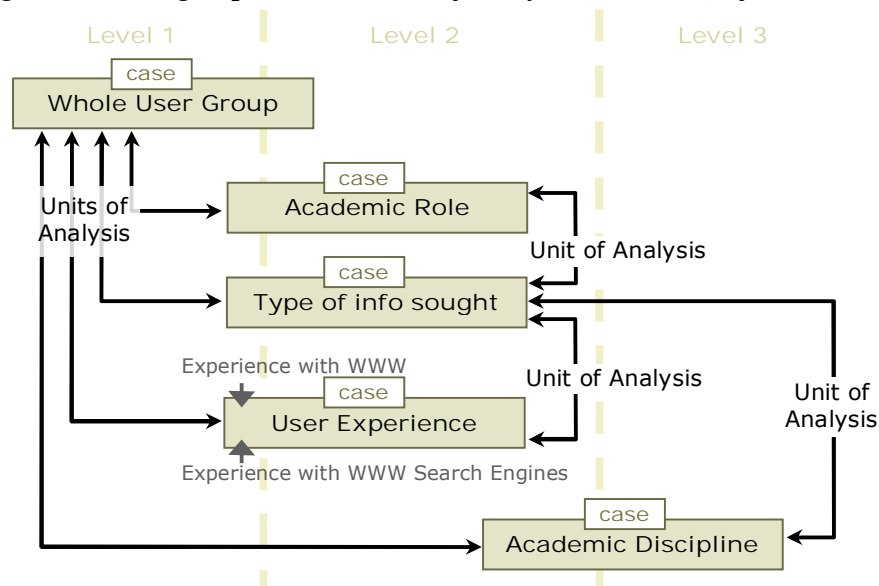 Level 1
Level 2
Level 3
case
Whole User Group
case
Academic Role
Units of
Analysis
Unit of Analysis
case
Type of info sought
Experience with WWW
case
Unit of Analysis
Unit of
Analysis
User Experience
Experience with WWW Search Engines
case
Academic Discipline